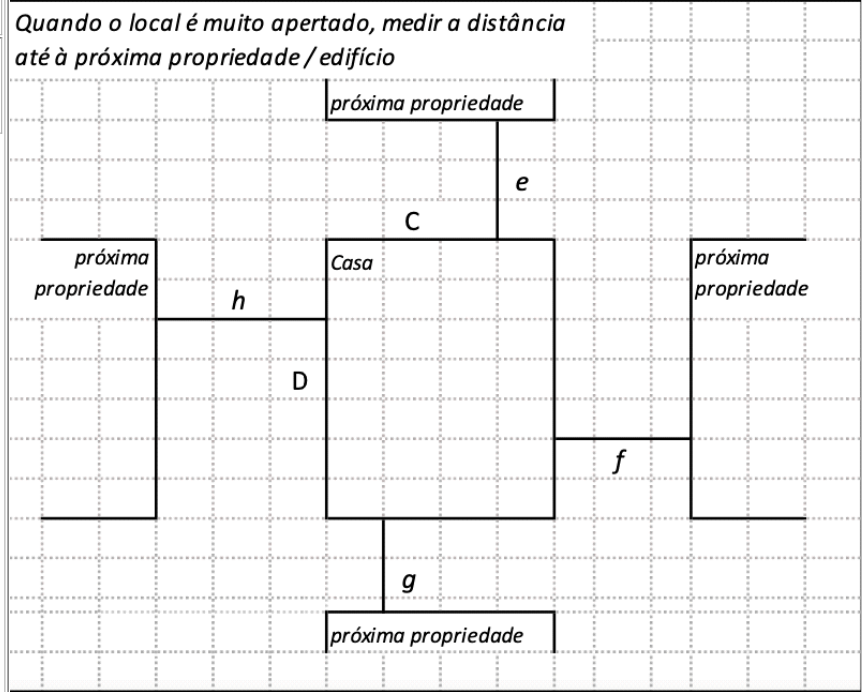 Quando o local é muito apertado, medir a distância
até à próxima propriedade / edifício
próxima propriedade
e
C
próxima
propriedade
Casa
próxima
propriedade
h
D
f
g
próxima propriedade